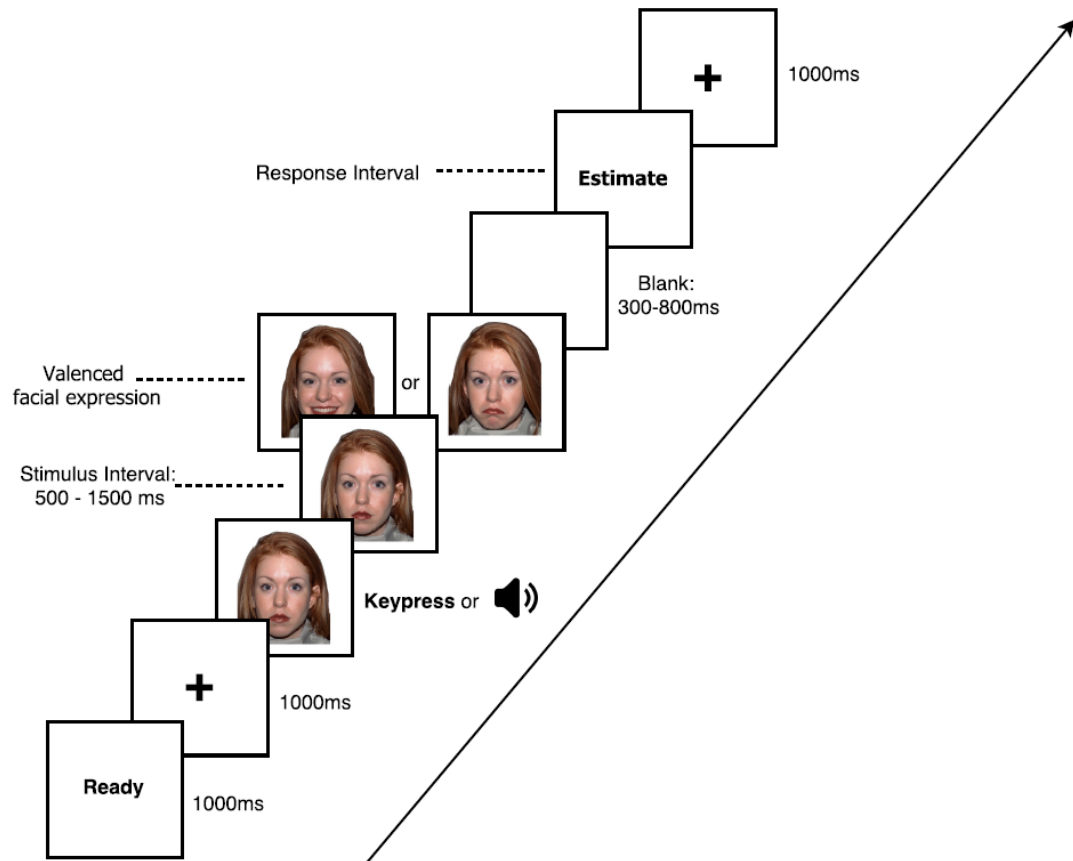 +
1000ms
Response Interval
Estimate
Blank:
300-800ms
Valenced
facial expression
or
Stimulus Interval:
500 - 1500 ms
Keypress or
+
1000ms
Ready
1000ms